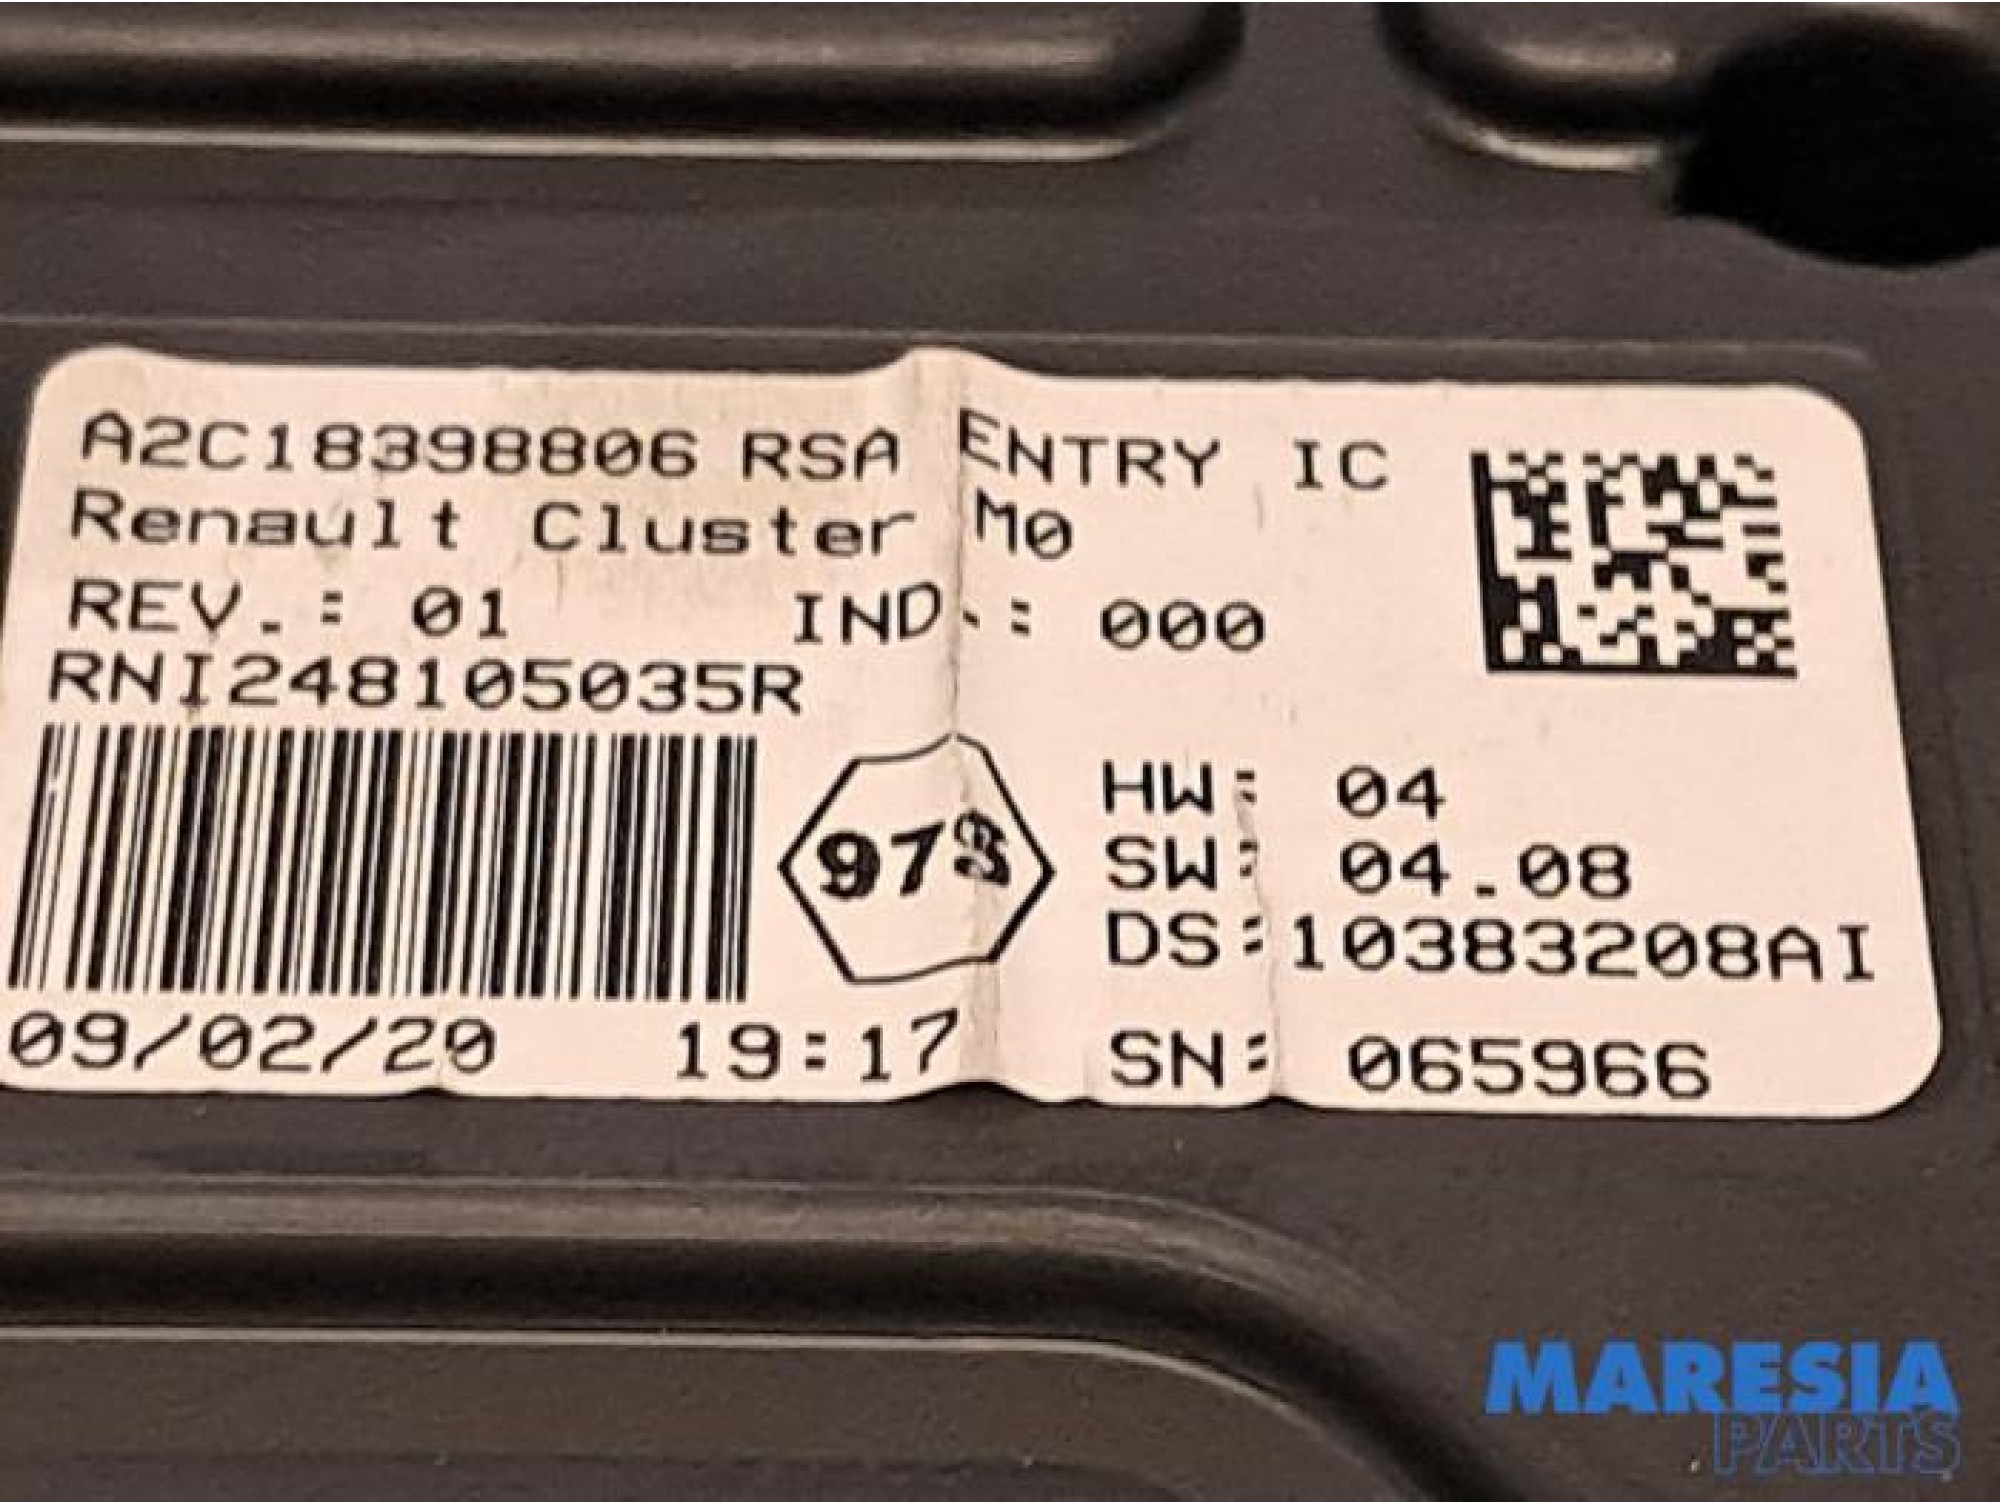 A2C18398806 RSA ENTRY IC
Renault Cluster M0
REV.: 01 IND.: 000
RNI248105035R
973
HW: 04
SW: 04.08
DS:10383208AI
09/02/20 19:17 SN: 065966
MARESIA
PARTS